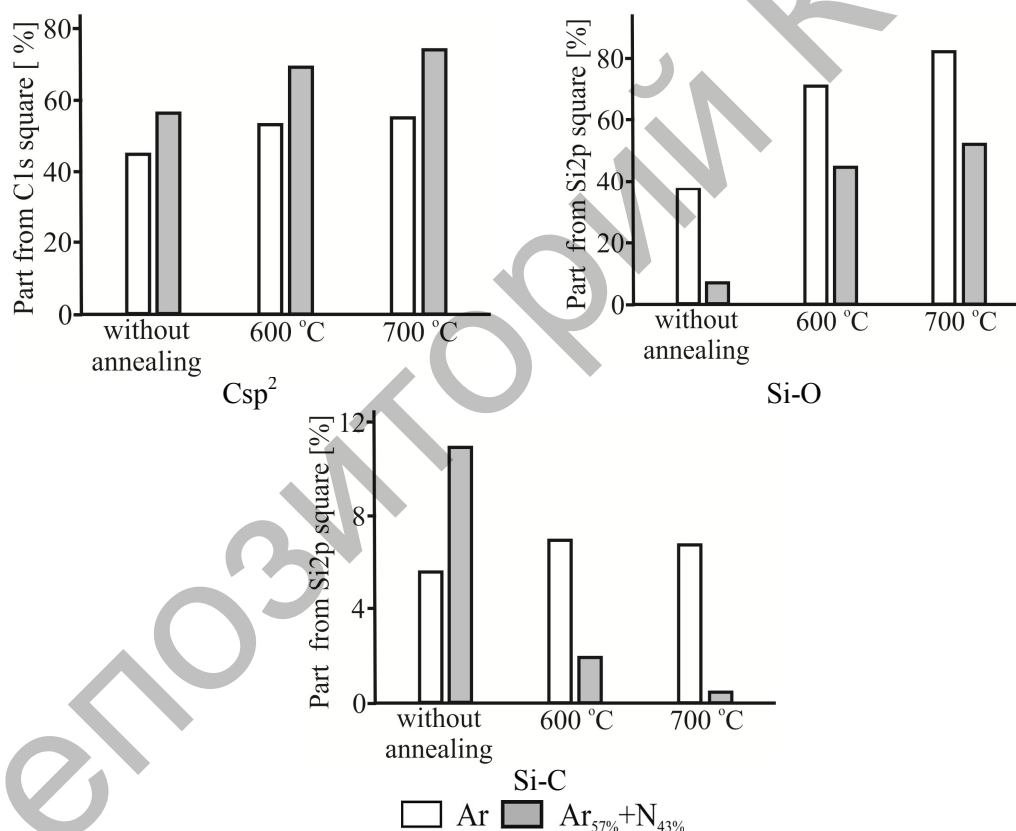 Part from C1s square [ %]
80
60
40
20
0
without
annealing
600 °C
700 °C
Csp²
Part from Si2p square [%]
80
60
40
20
0
without
annealing
600 °C
700 °C
Si-O
Part from Si2p square [%]
12
8
4
0
without
annealing
600 °C
700 °C
Si-C
Ar
Ar57%+N43%
епозиторий К